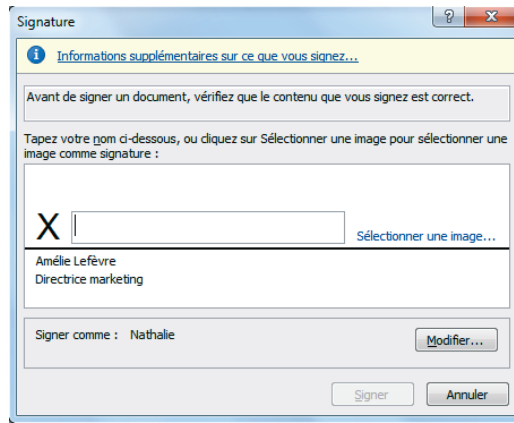 Signature
Informations supplémentaires sur ce que vous signez...
Avant de signer un document, vérifiez que le contenu que vous signez est correct.
Tapez votre nom ci-dessous, ou cliquez sur Sélectionner une image pour sélectionner une
image comme signature :
X
Sélectionner une image...
Amélie Lefèvre
Directrice marketing
Signer comme : Nathalie
Modifier...
Signer Annuler